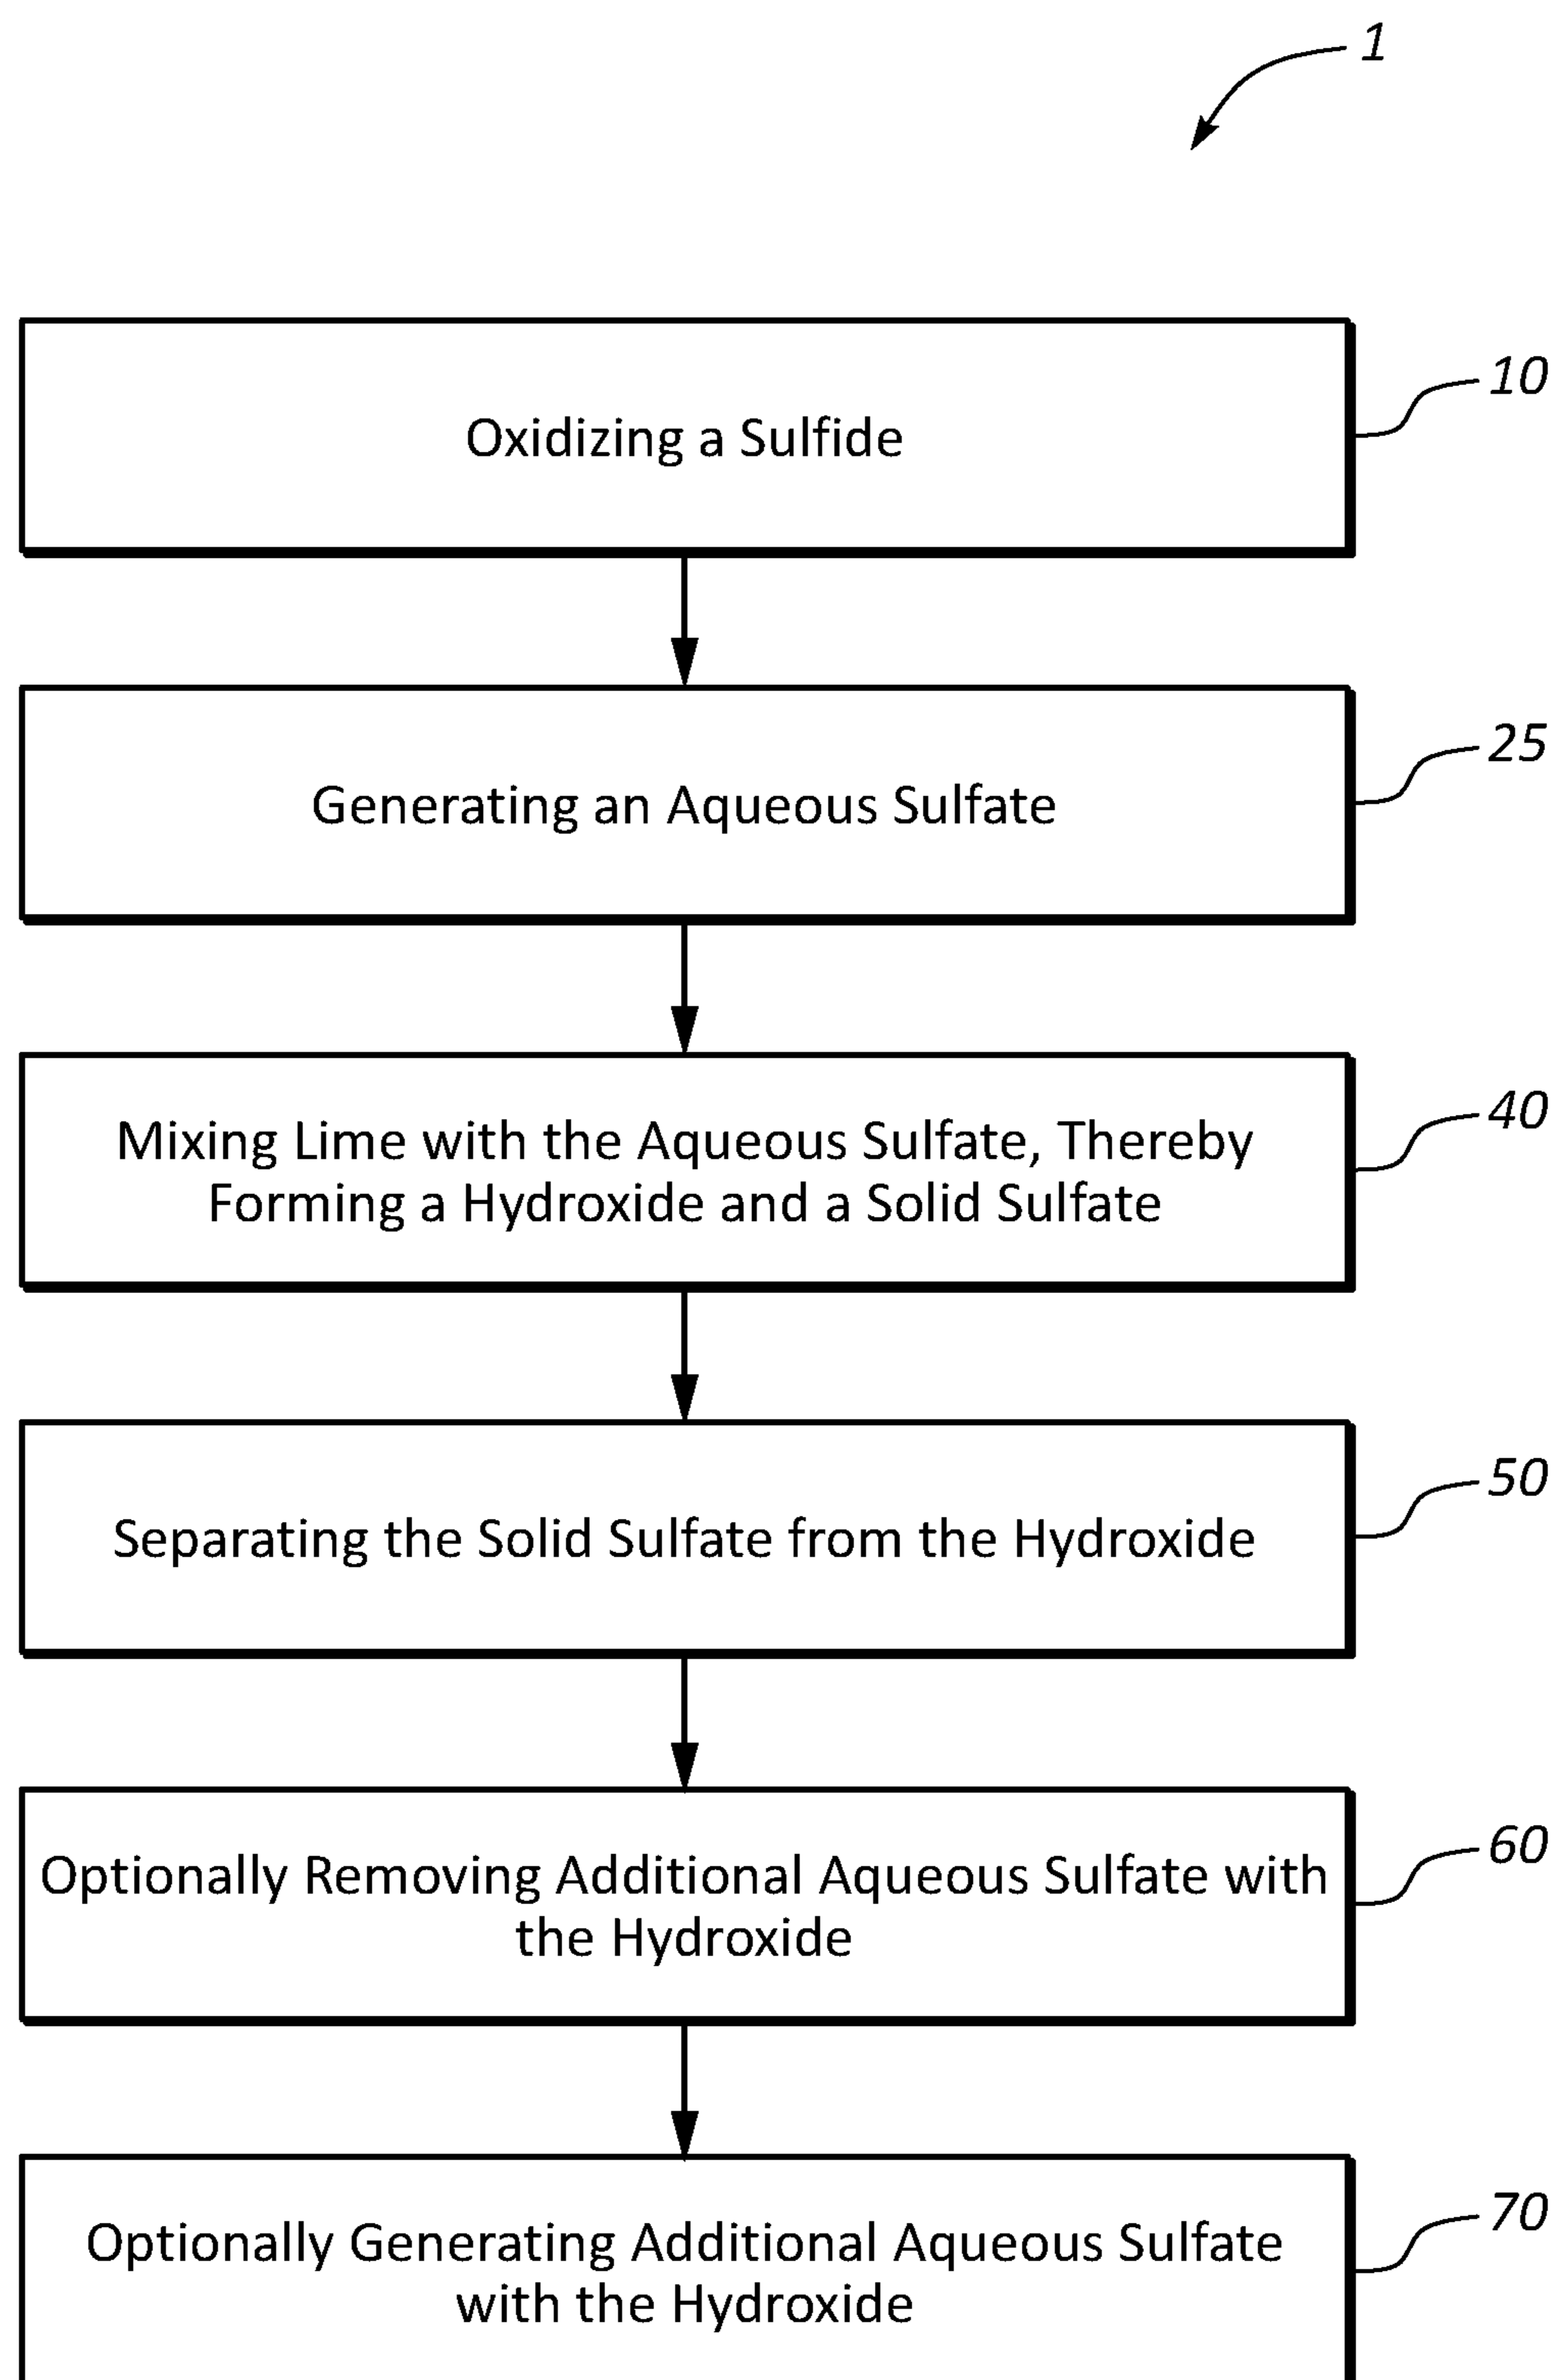 1
Oxidizing a Sulfide
10
Generating an Aqueous Sulfate
25
Mixing Lime with the Aqueous Sulfate, Thereby
Forming a Hydroxide and a Solid Sulfate
40
Separating the Solid Sulfate from the Hydroxide
50
Optionally Removing Additional Aqueous Sulfate with
the Hydroxide
60
Optionally Generating Additional Aqueous Sulfate
with the Hydroxide
70